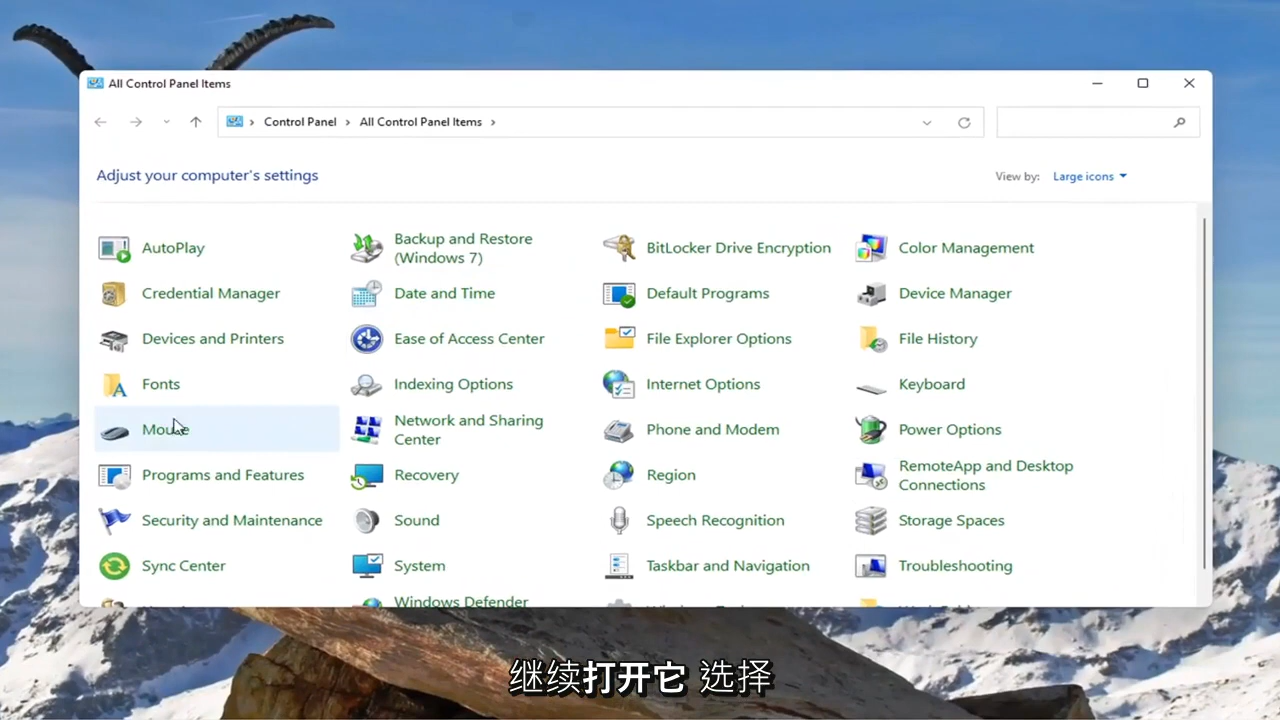 All Control Panel Items
Control Panel > All Control Panel Items >
Adjust your computer's settings
View by: Large icons
AutoPlay
Backup and Restore
(Windows 7)
BitLocker Drive Encryption
Color Management
Credential Manager
Date and Time
Default Programs
Device Manager
Devices and Printers
Ease of Access Center
File Explorer Options
File History
Fonts
Indexing Options
Internet Options
Keyboard
Mouse
Network and Sharing
Center
Phone and Modem
Power Options
Programs and Features
Recovery
Region
RemoteApp and Desktop
Connections
Security and Maintenance
Sound
Speech Recognition
Storage Spaces
Sync Center
System
Taskbar and Navigation
Troubleshooting
Windows Defender
继续打开它 选择